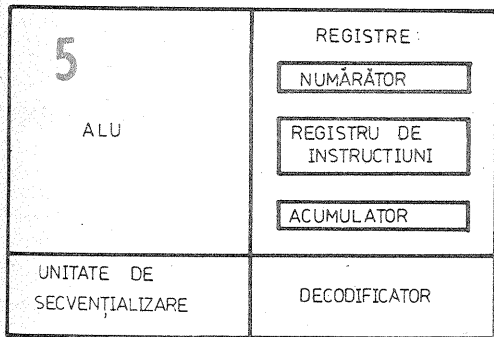 5
ALU
REGISTRE:
NUMĂRĂTOR
REGISTRU DE
INSTRUCTIUNI
ACUMULATOR
UNITATE DE
SECVENȚIALIZARE
DECODIFICATOR